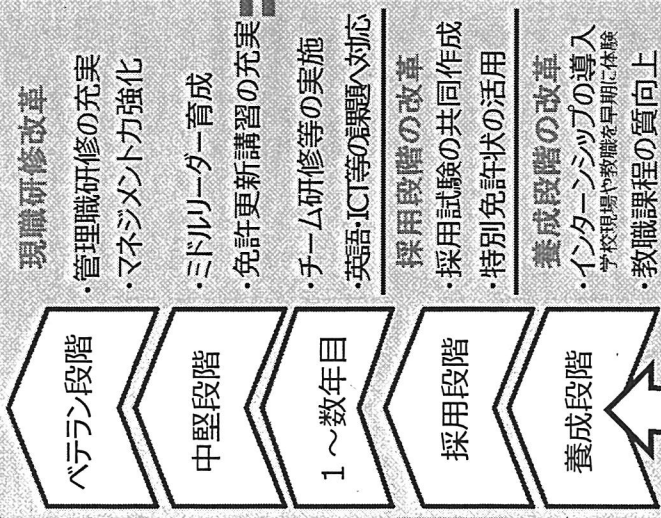 現職研修改革
ベテラン段階
・管理職研修の充実
・マネジメント力強化
中堅段階
・ミドルリーダー育成
・免許更新講習の充実
1~数年目
・チーム研修等の実施
・英語・ICT等の課題へ対応
採用段階の改革
採用段階
・採用試験の共同作成
・特別免許状の活用
養成段階の改革
養成段階
・インターンシップの導入
学校現場や教職を早期に体験
・教職課程の質向上